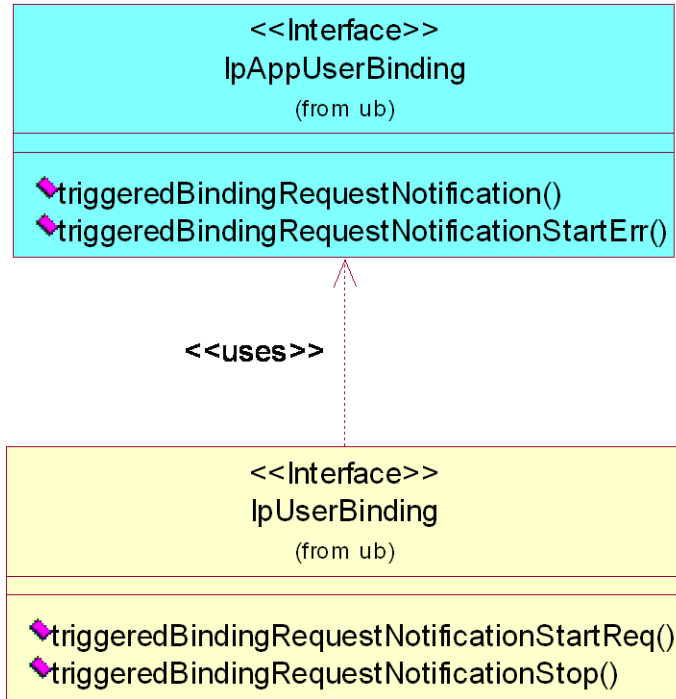 <<Interface>>
IpAppUserBinding
(from ub)
triggeredBindingRequestNotification()
triggeredBindingRequestNotificationStartErr()
<<uses>>
<<Interface>>
IpUserBinding
(from ub)
triggeredBindingRequestNotificationStartReq()
triggeredBindingRequestNotificationStop()